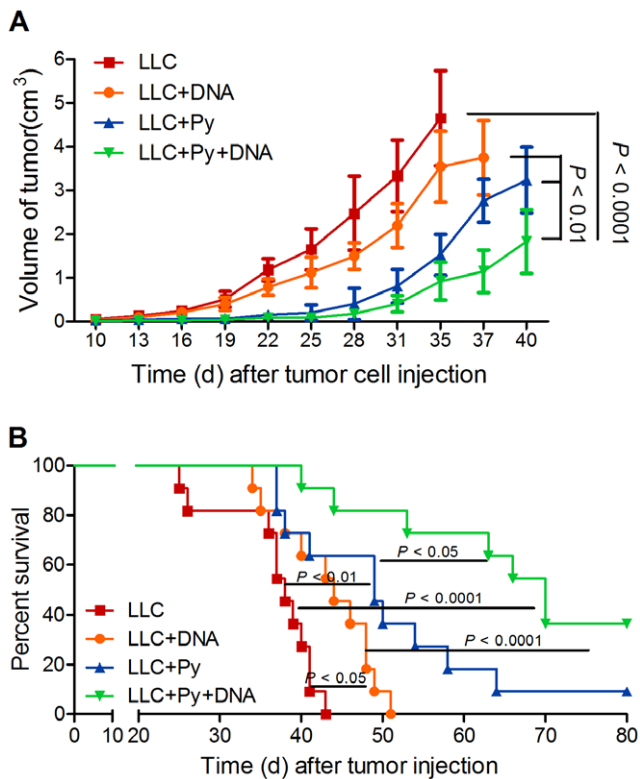 A
Volume of tumor(cm³)
6
5
4
3
2
1
0
LLC
LLC+DNA
LLC+Py
LLC+Py+DNA
P < 0.01
P < 0.0001
10 13 16 19 22 25 28 31 35 37 40
Time (d) after tumor cell injection
B
Percent survival
100
80
60
40
20
0
P < 0.05
P < 0.01
P < 0.0001
P < 0.0001
P < 0.05
LLC
LLC+DNA
LLC+Py
LLC+Py+DNA
0 10 20 30 40 50 60 70 80
Time (d) after tumor injection